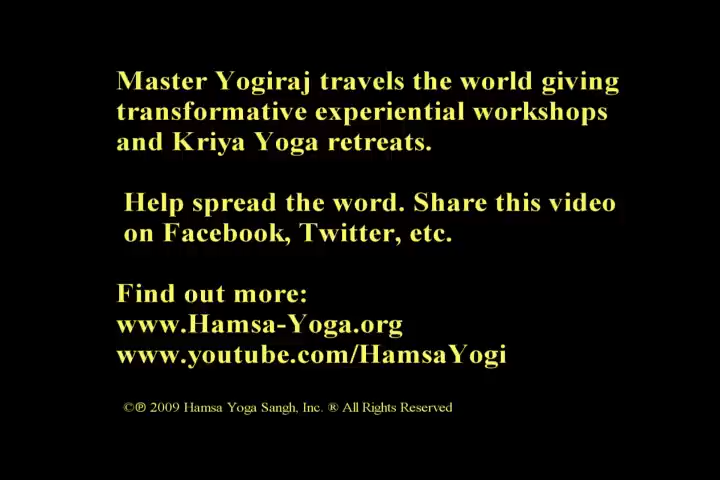 Master Yogiraj travels the world giving
transformative experiential workshops
and Kriya Yoga retreats.
Help spread the word. Share this video
on Facebook, Twitter, etc.
Find out more:
www.Hamsa-Yoga.org
www.youtube.com/HamsaYogi
©℗ 2009 Hamsa Yoga Sangh, Inc. ® All Rights Reserved